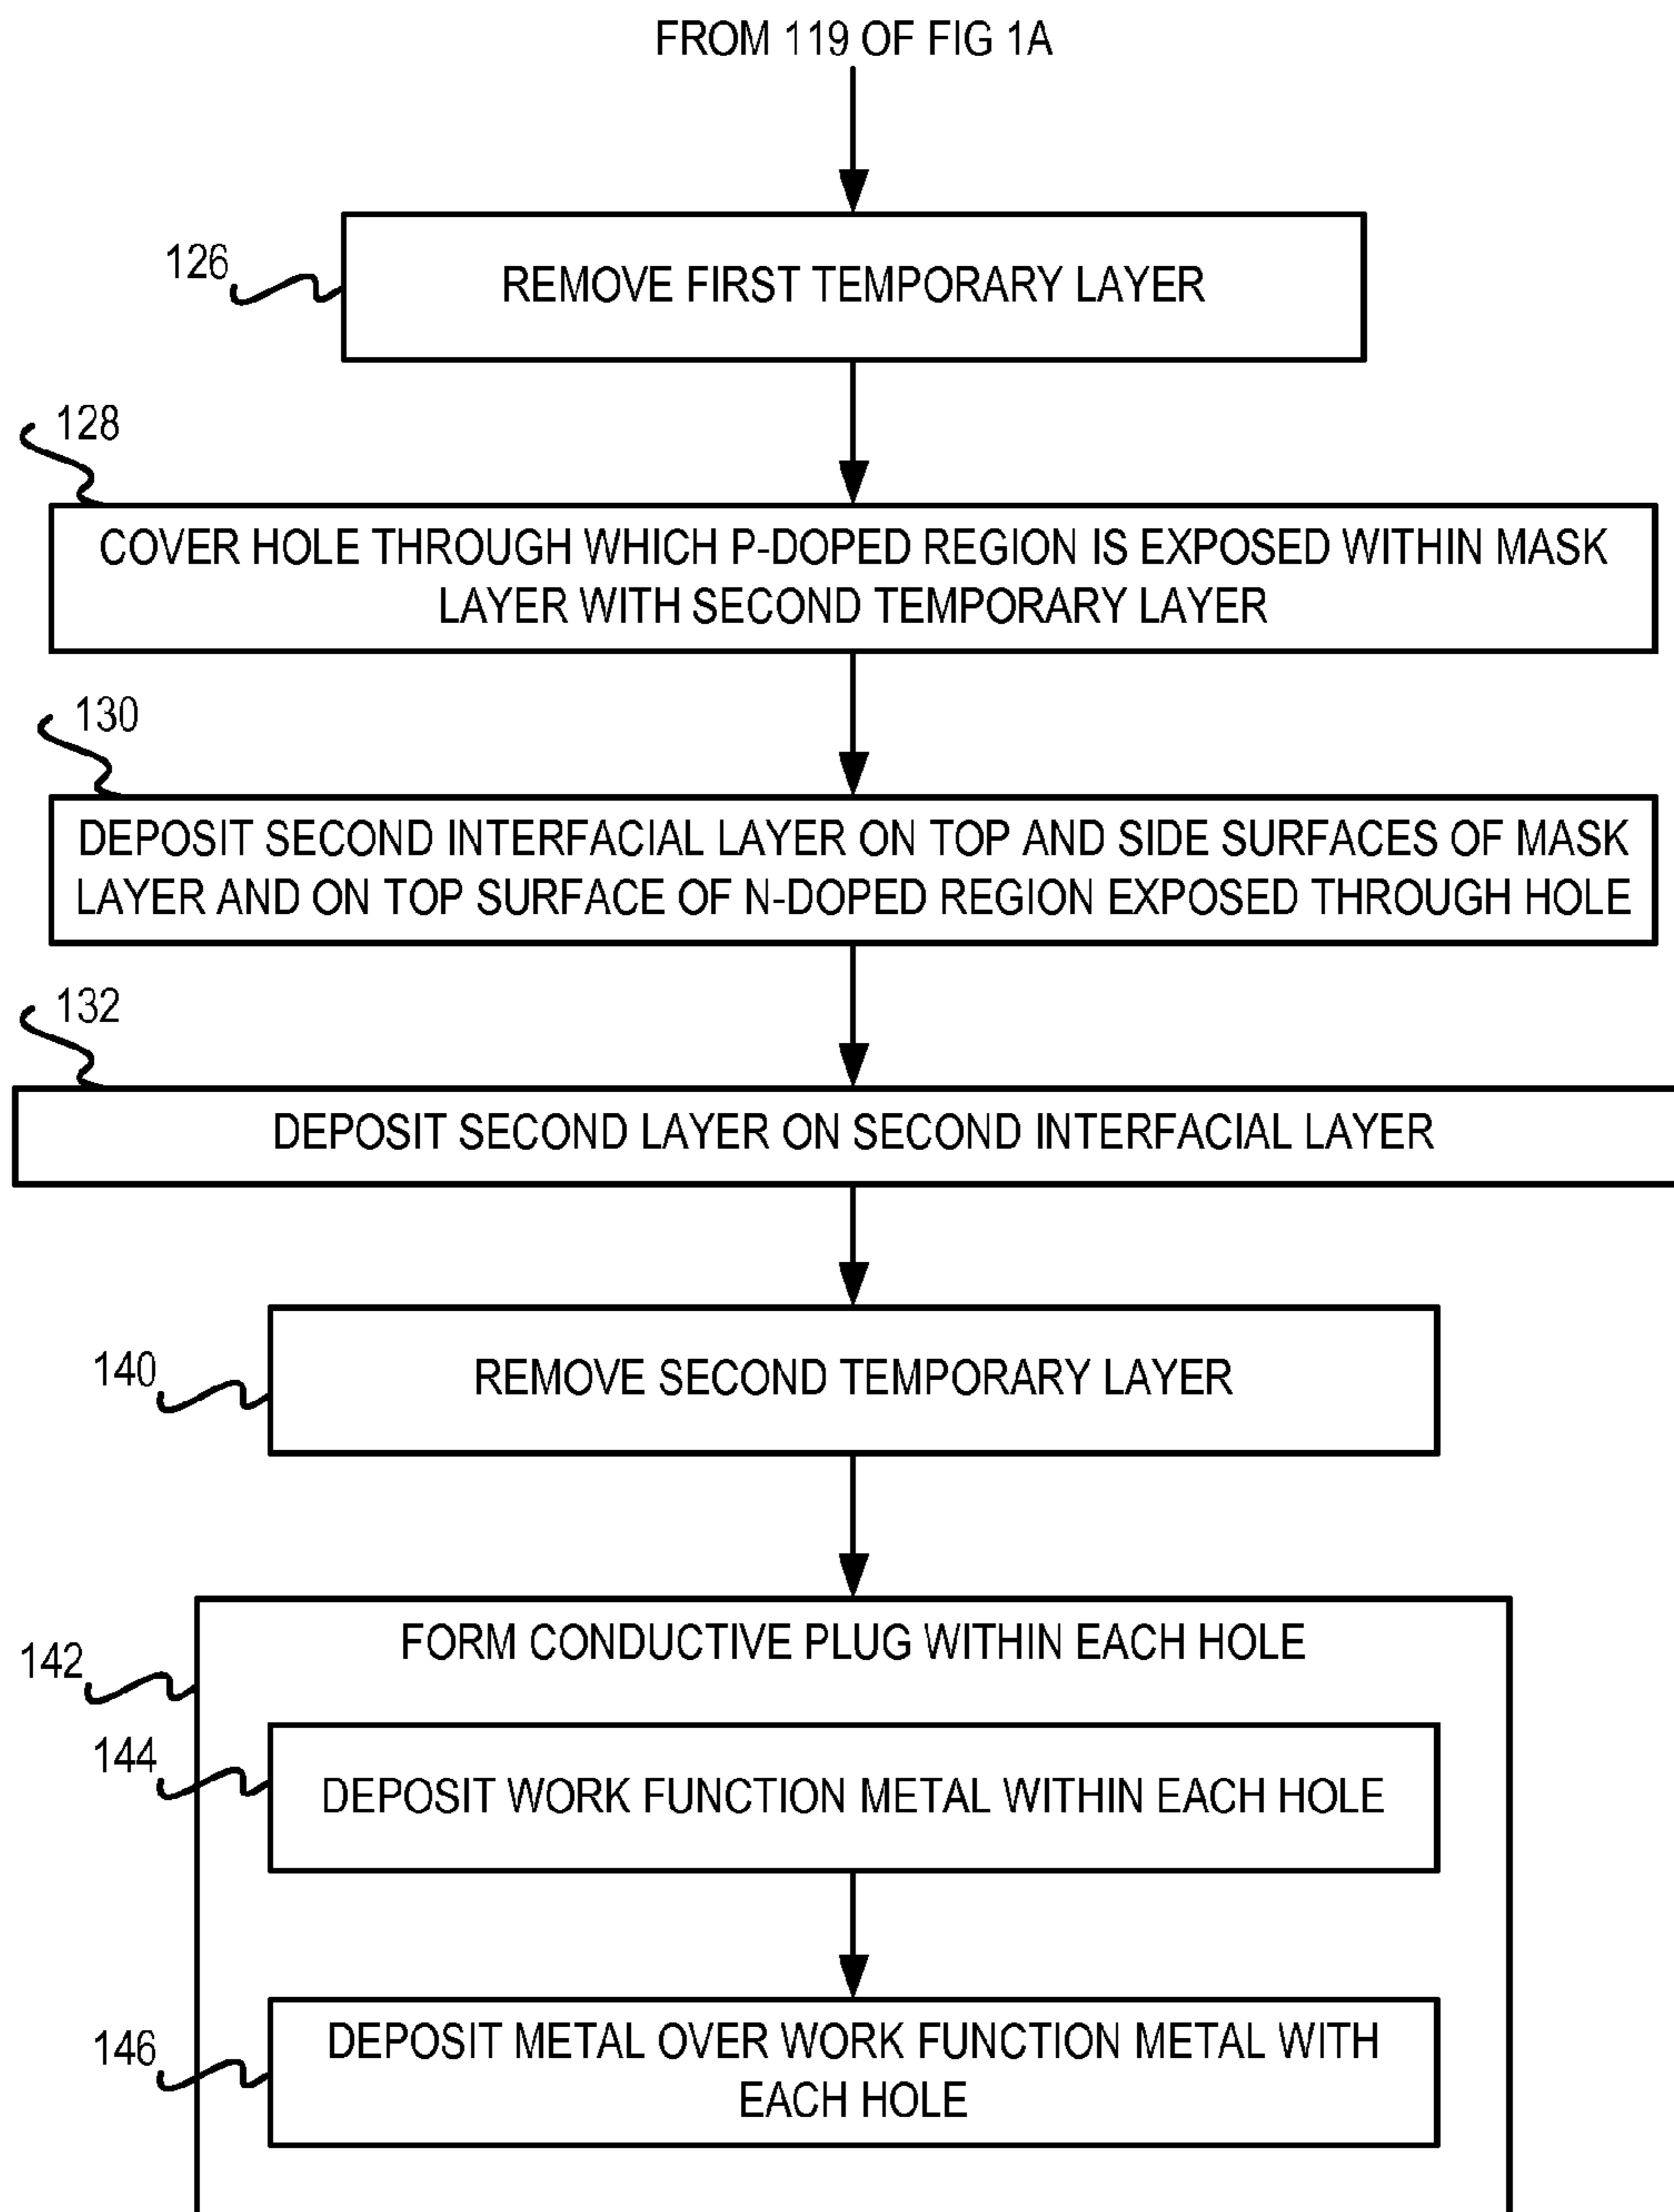 FROM 119 OF FIG 1A
126
REMOVE FIRST TEMPORARY LAYER
128
COVER HOLE THROUGH WHICH P-DOPED REGION IS EXPOSED WITHIN MASK
LAYER WITH SECOND TEMPORARY LAYER
130
DEPOSIT SECOND INTERFACIAL LAYER ON TOP AND SIDE SURFACES OF MASK
LAYER AND ON TOP SURFACE OF N-DOPED REGION EXPOSED THROUGH HOLE
132
DEPOSIT SECOND LAYER ON SECOND INTERFACIAL LAYER
140
REMOVE SECOND TEMPORARY LAYER
142
FORM CONDUCTIVE PLUG WITHIN EACH HOLE
144
DEPOSIT WORK FUNCTION METAL WITHIN EACH HOLE
146
DEPOSIT METAL OVER WORK FUNCTION METAL WITH
EACH HOLE